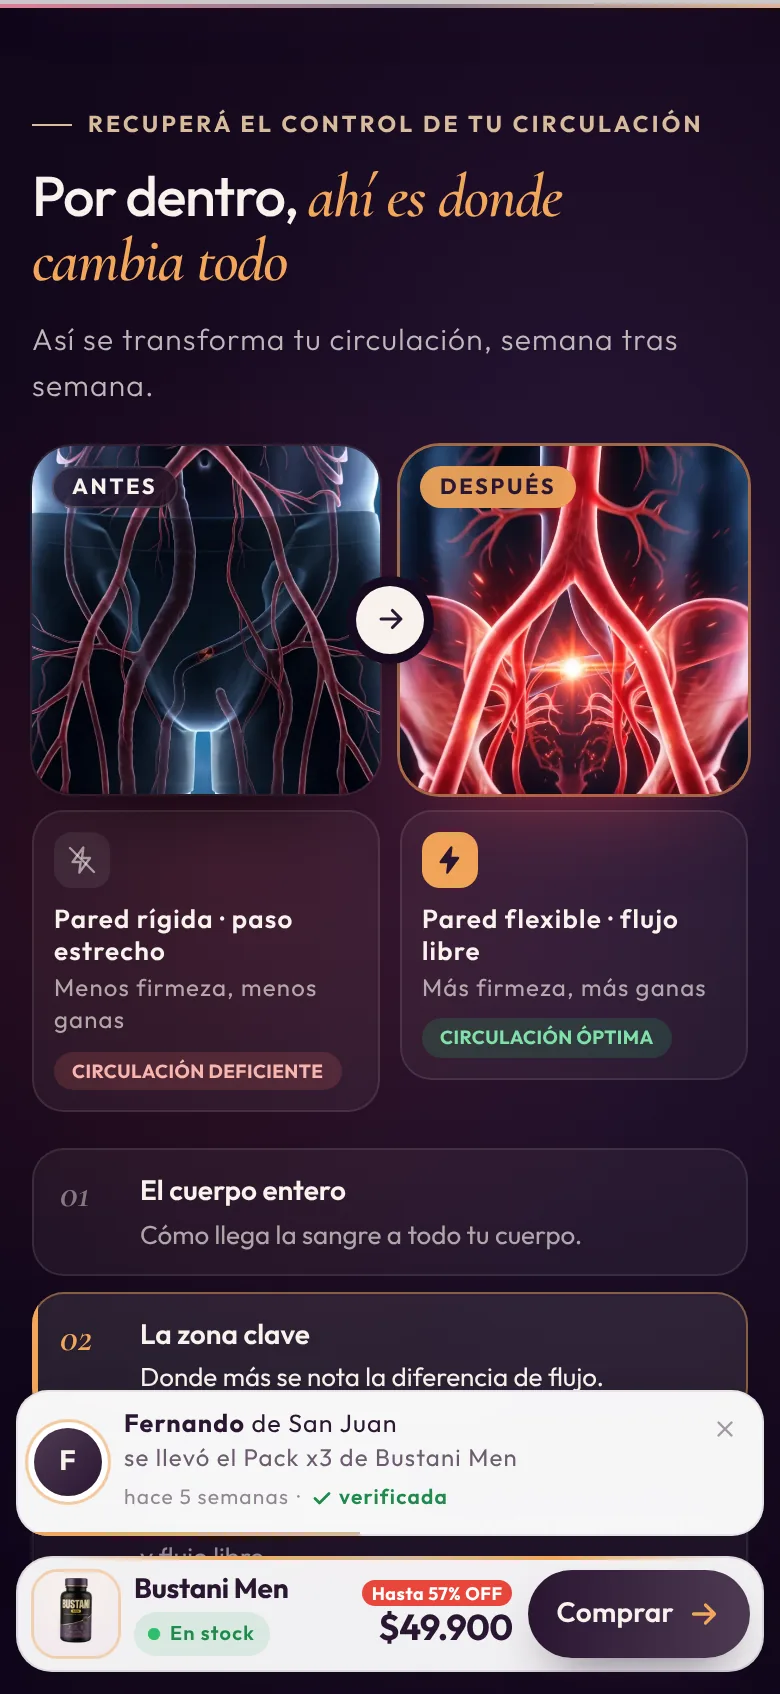 RECUPERÁ EL CONTROL DE TU CIRCULACIÓN
Por dentro, ahí es donde
cambia todo
Así se transforma tu circulación, semana tras
semana.
ANTES
DESPUÉS
Pared rígida · paso
estrecho
Menos firmeza, menos
ganas
CIRCULACIÓN DEFICIENTE
Pared flexible · flujo
libre
Más firmeza, más ganas
CIRCULACIÓN ÓPTIMA
01
El cuerpo entero
Cómo llega la sangre a todo tu cuerpo.
02
La zona clave
Donde más se nota la diferencia de flujo.
F
Fernando de San Juan
se llevó el Pack x3 de Bustani Men
hace 5 semanas · verificada
y flujo libre
BUSTANI
Bustani Men
En stock
Hasta 57% OFF
$49.900
Comprar